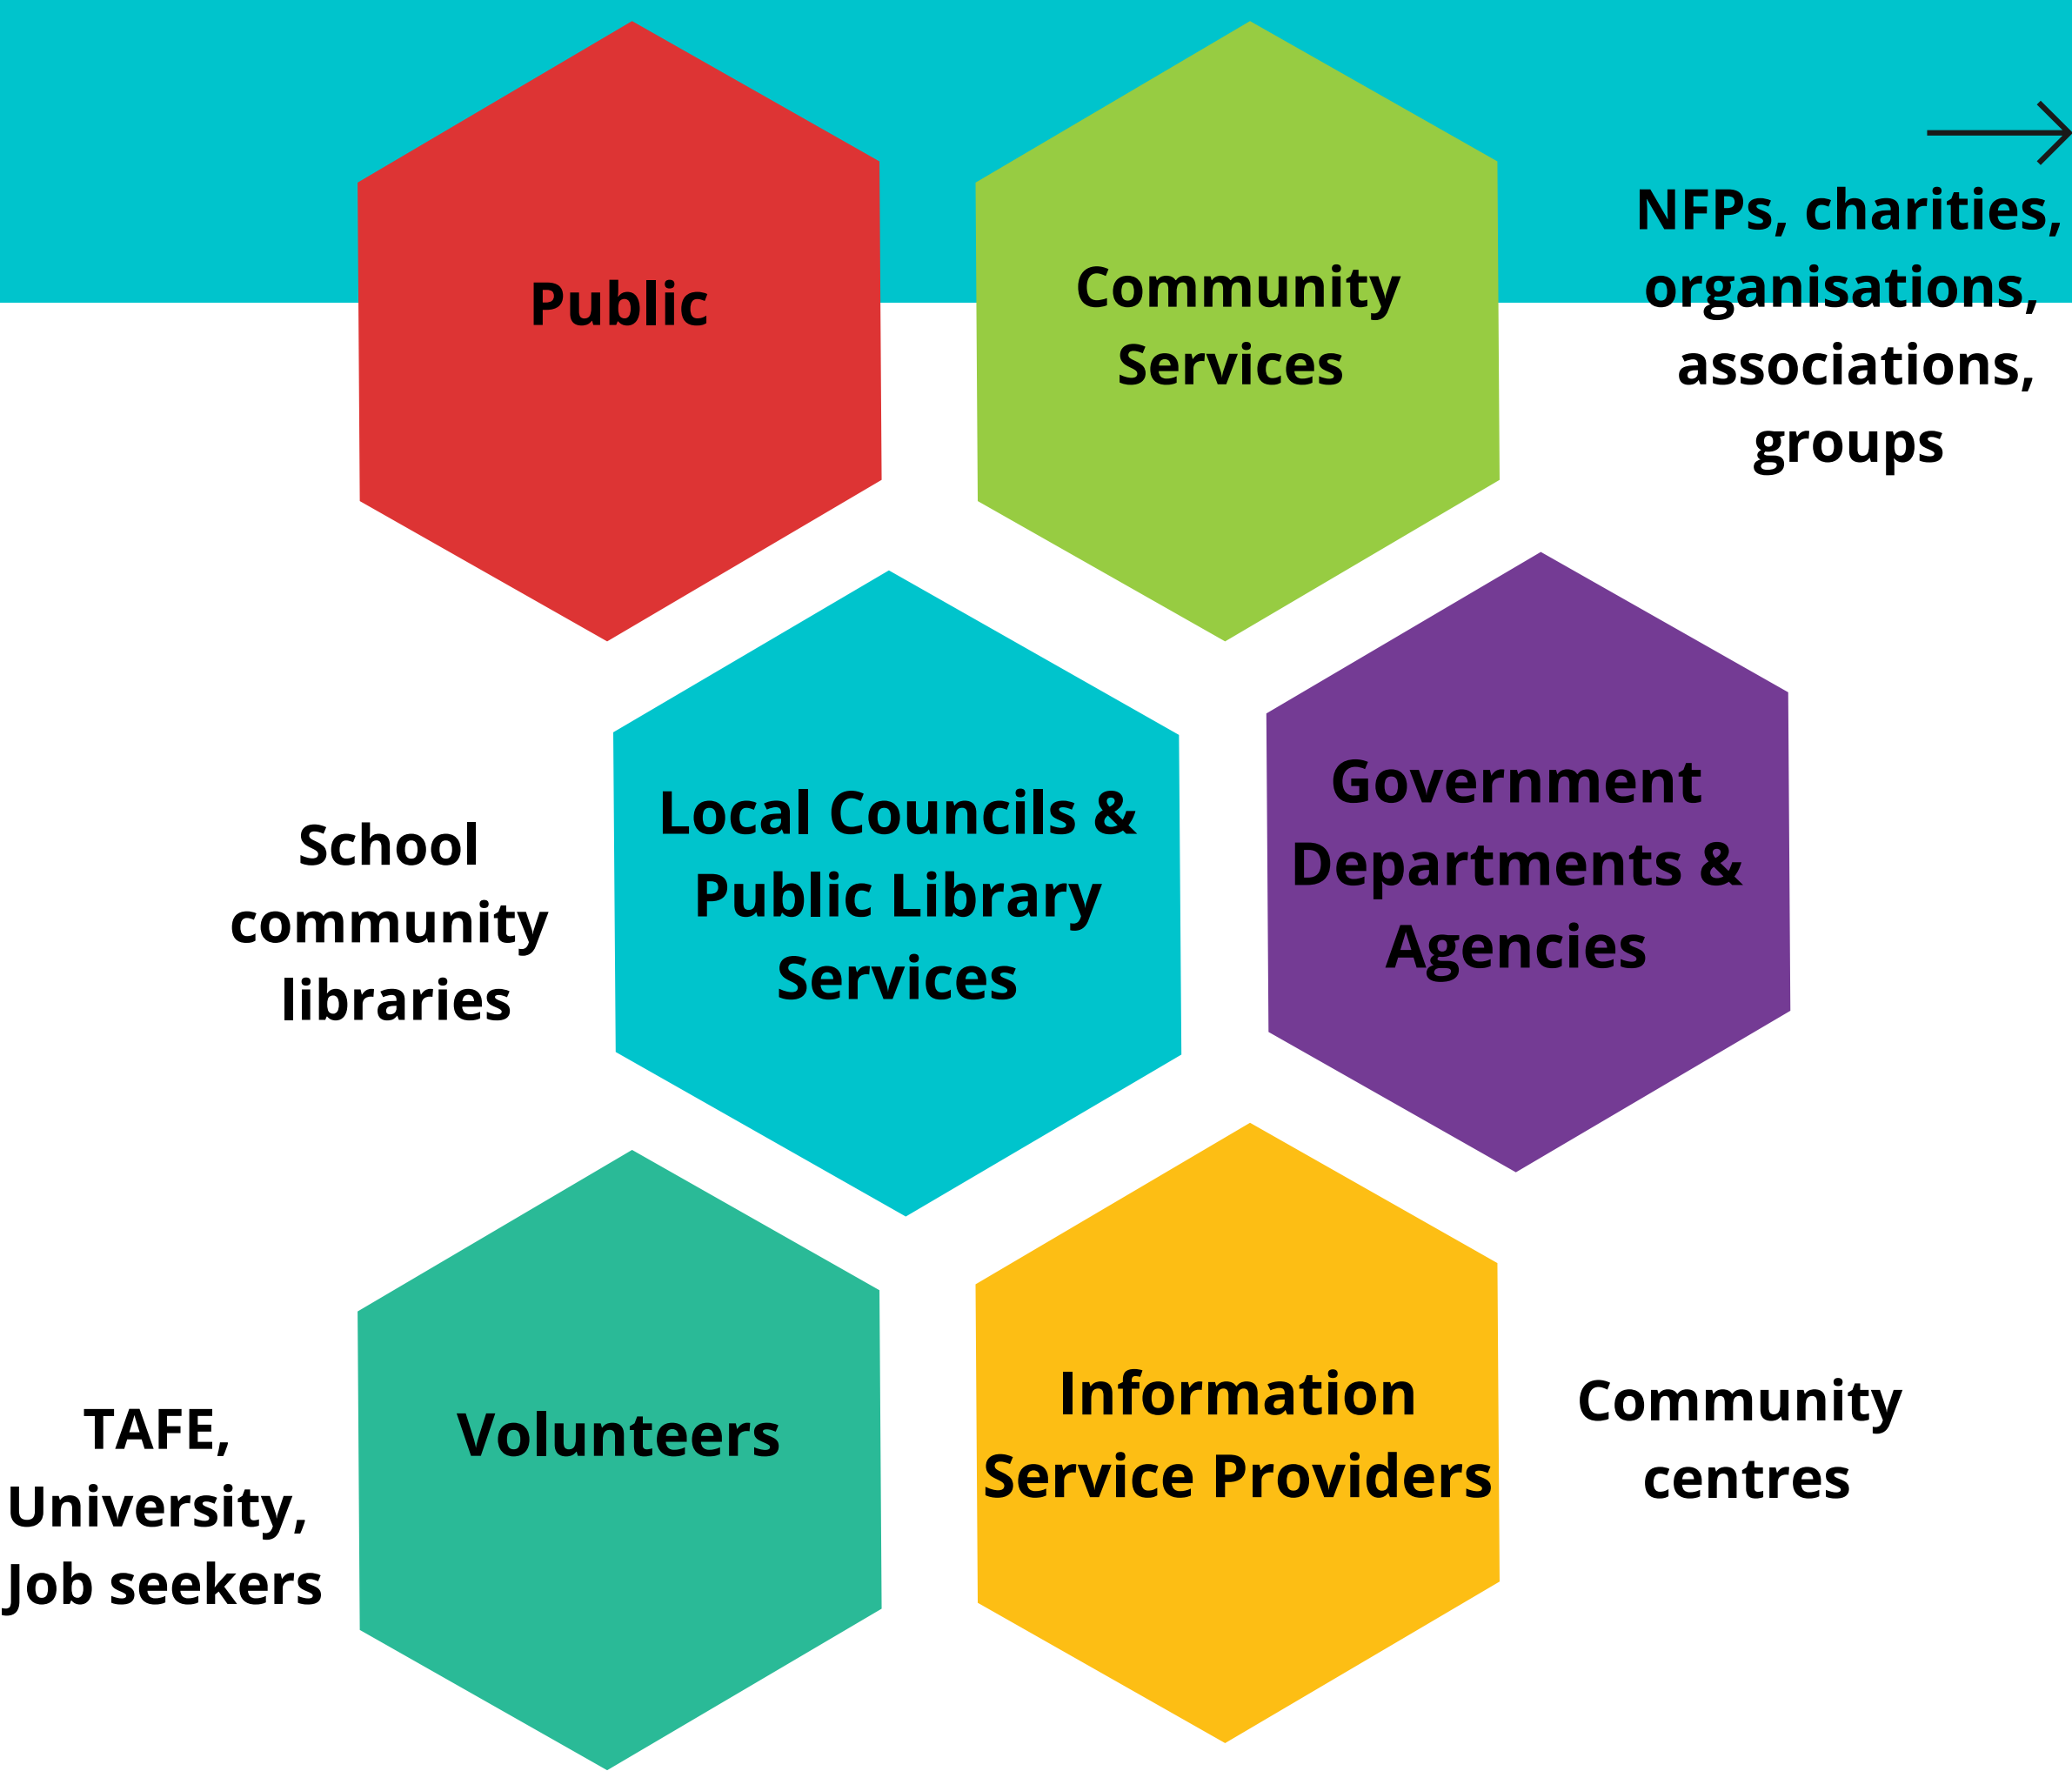 Public
Community
Services
NFPs, charities,
organisations,
associations,
groups
School
community
libraries
Local Councils &
Public Library
Services
Government
Departments &
Agencies
TAFE,
University,
Job seekers
Volunteers
Information
Service Providers
Community
centres